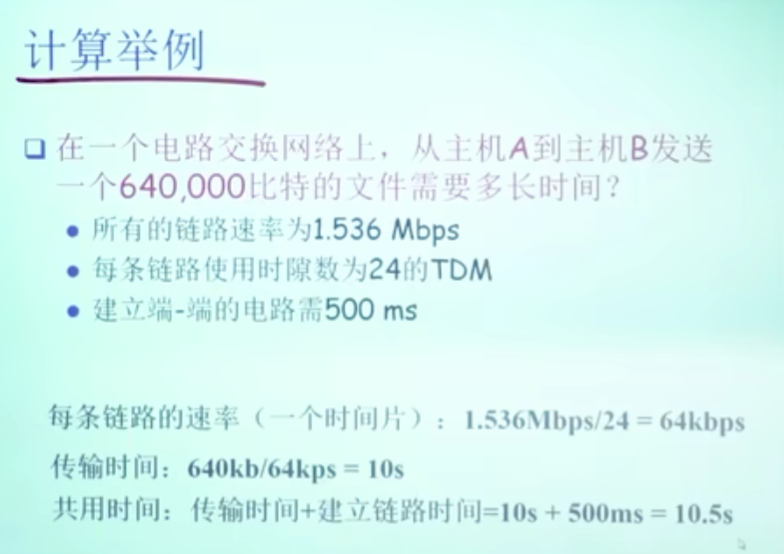 计算举例
在一个电路交换网络上，从主机A到主机B发送
一个640,000比特的文件需要多长时间？
所有的链路速率为1.536 Mbps
每条链路使用时隙数为24的TDM
建立端-端的电路需500 ms
每条链路的速率（一个时间片）：1.536Mbps/24 = 64kbps
传输时间：640kb/64kps = 10s
共用时间：传输时间+建立链路时间=10s + 500ms = 10.5s